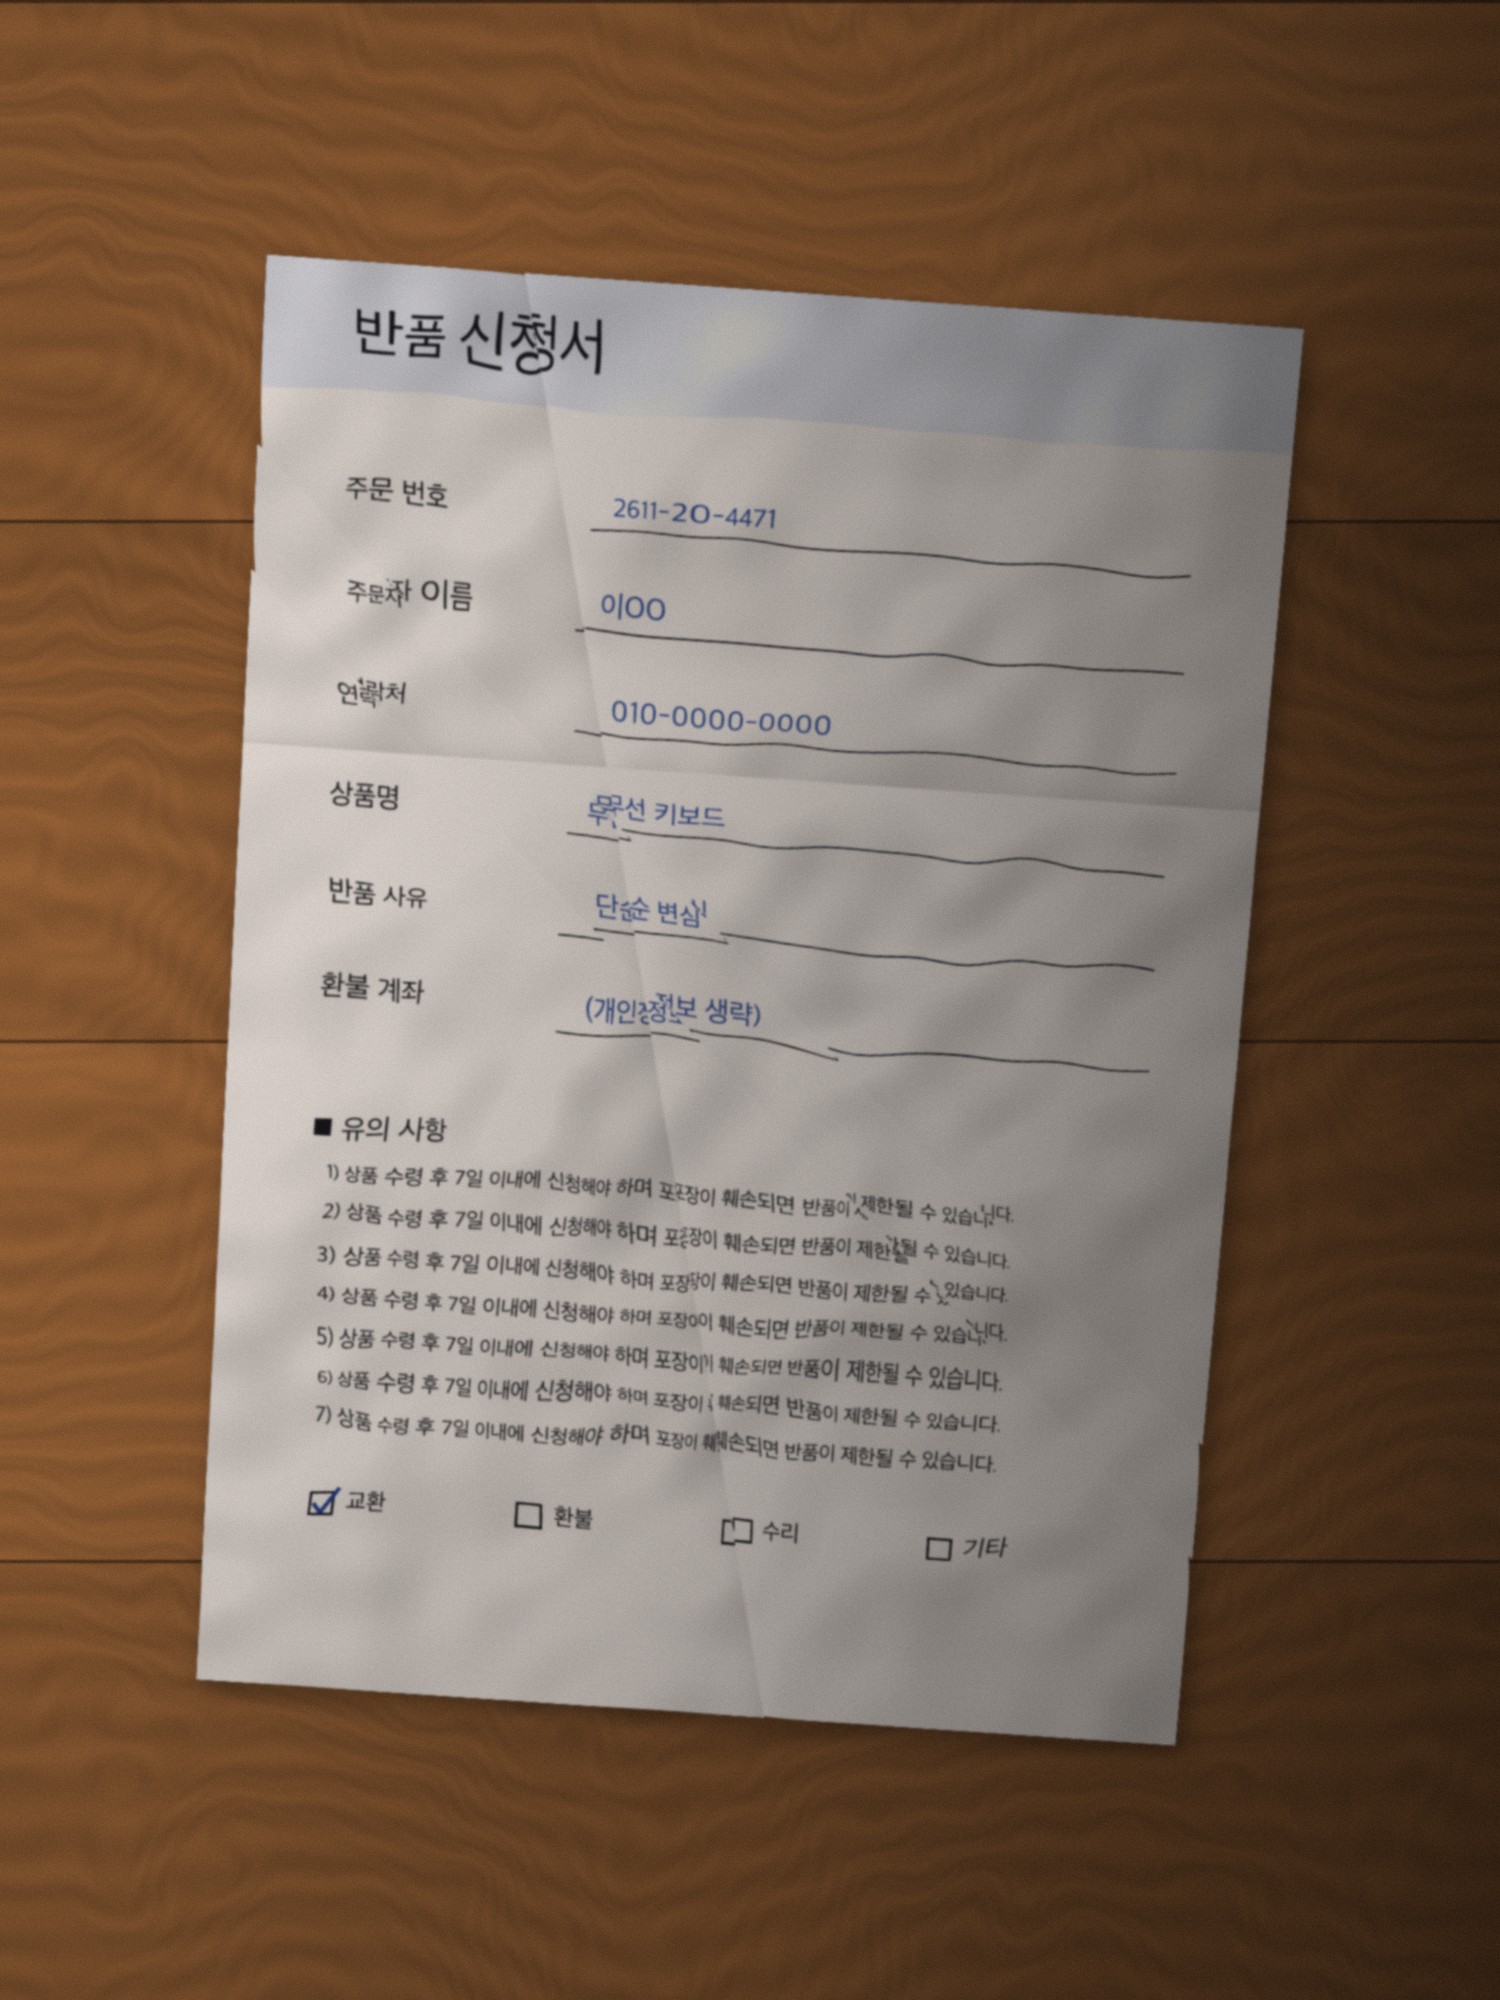 반품 신청서
주문 번호 2611-20-4471
주문자 이름 이OO
연락처 010-0000-0000
상품명 무선 키보드
반품 사유 단순 변심
환불 계좌 (개인정보 생략)
■ 유의 사항
1) 상품 수령 후 7일 이내에 신청해야 하며 포장이 훼손되면 반품이 제한될 수 있습니다.
2) 상품 수령 후 7일 이내에 신청해야 하며 포장이 훼손되면 반품이 제한될 수 있습니다.
3) 상품 수령 후 7일 이내에 신청해야 하며 포장이 훼손되면 반품이 제한될 수 있습니다.
4) 상품 수령 후 7일 이내에 신청해야 하며 포장이 훼손되면 반품이 제한될 수 있습니다.
5) 상품 수령 후 7일 이내에 신청해야 하며 포장이 훼손되면 반품이 제한될 수 있습니다.
6) 상품 수령 후 7일 이내에 신청해야 하며 포장이 훼손되면 반품이 제한될 수 있습니다.
7) 상품 수령 후 7일 이내에 신청해야 하며 포장이 훼손되면 반품이 제한될 수 있습니다.
☑ 교환 ☐ 환불 ☐ 수리 ☐ 기타